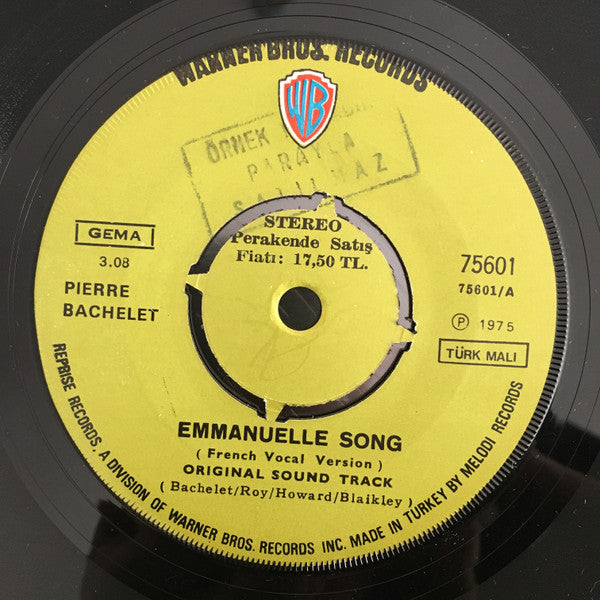 WARNER BROS. RECORDS
WB
ÖRNEK
PARAYLA
SATILMAZ
STEREO
Perakende Satış
Fiatı: 17,50 TL.
GEMA
3.08
PIERRE
BACHELET
75601
75601/A
Ⓟ 1975
TÜRK MALI
EMMANUELLE SONG
( French Vocal Version )
ORIGINAL SOUND TRACK
( Bachelet/Roy/Howard/Blaikley )
REPRISE RECORDS. A DIVISION OF WARNER BROS. RECORDS INC. MADE IN TURKEY BY MELODI RECORDS